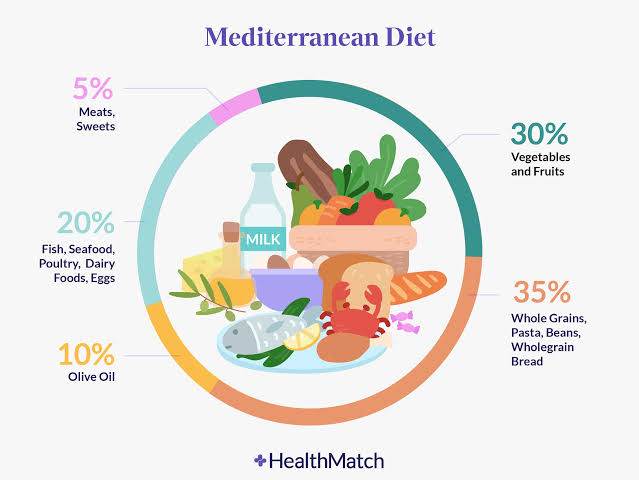 Mediterranean Diet
5%
Meats,
Sweets
30%
Vegetables
and Fruits
20%
Fish, Seafood,
Poultry, Dairy
Foods, Eggs
MILK
35%
Whole Grains,
Pasta, Beans,
Wholegrain
Bread
10%
Olive Oil
HealthMatch